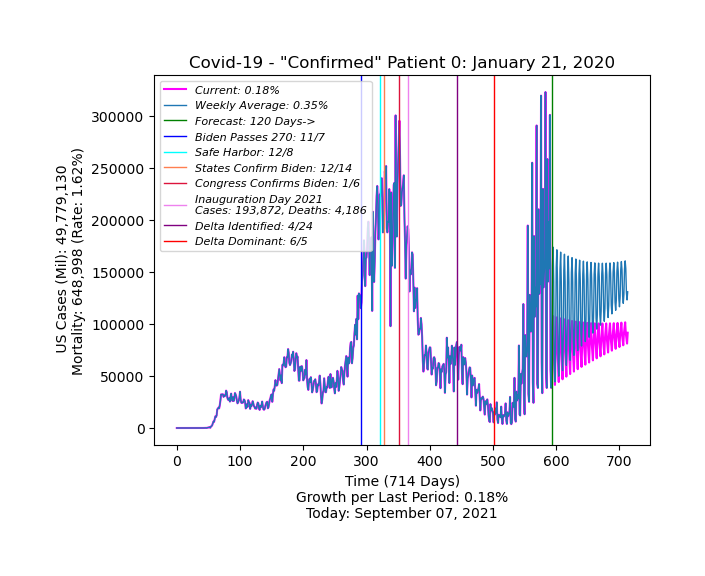 Covid-19 - "Confirmed" Patient 0: January 21, 2020
Current: 0.18%
Weekly Average: 0.35%
Forecast: 120 Days->
Biden Passes 270: 11/7
Safe Harbor: 12/8
States Confirm Biden: 12/14
Congress Confirms Biden: 1/6
Inauguration Day 2021
Cases: 193,872, Deaths: 4,186
Delta Identified: 4/24
Delta Dominant: 6/5
US Cases (Mil): 49,779,130
Mortality: 648,998 (Rate: 1.62%)
300000
250000
200000
150000
100000
50000
0
0 100 200 300 400 500 600 700
Time (714 Days)
Growth per Last Period: 0.18%
Today: September 07, 2021